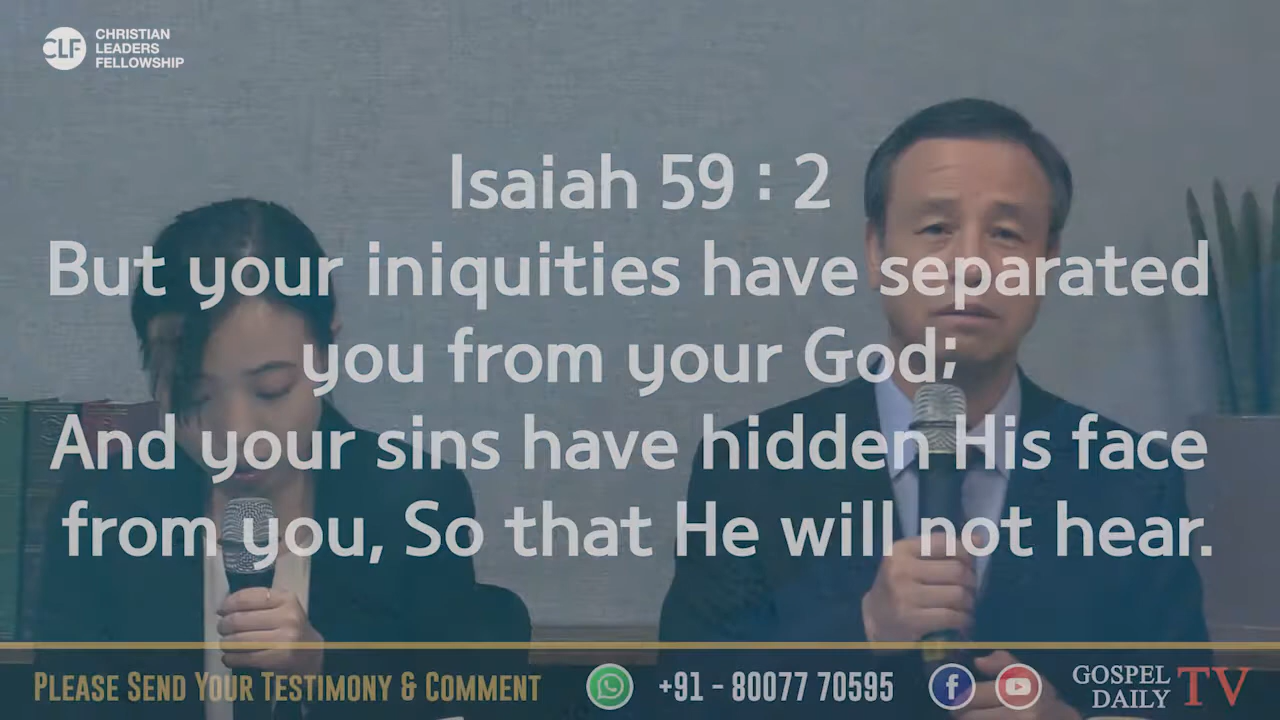 CLF
CHRISTIAN
LEADERS
FELLOWSHIP
Isaiah 59 : 2
But your iniquities have separated
you from your God;
And your sins have hidden His face
from you, So that He will not hear.
PLEASE SEND YOUR TESTIMONY & COMMENT +91 - 80077 70595
GOSPEL
DAILY TV